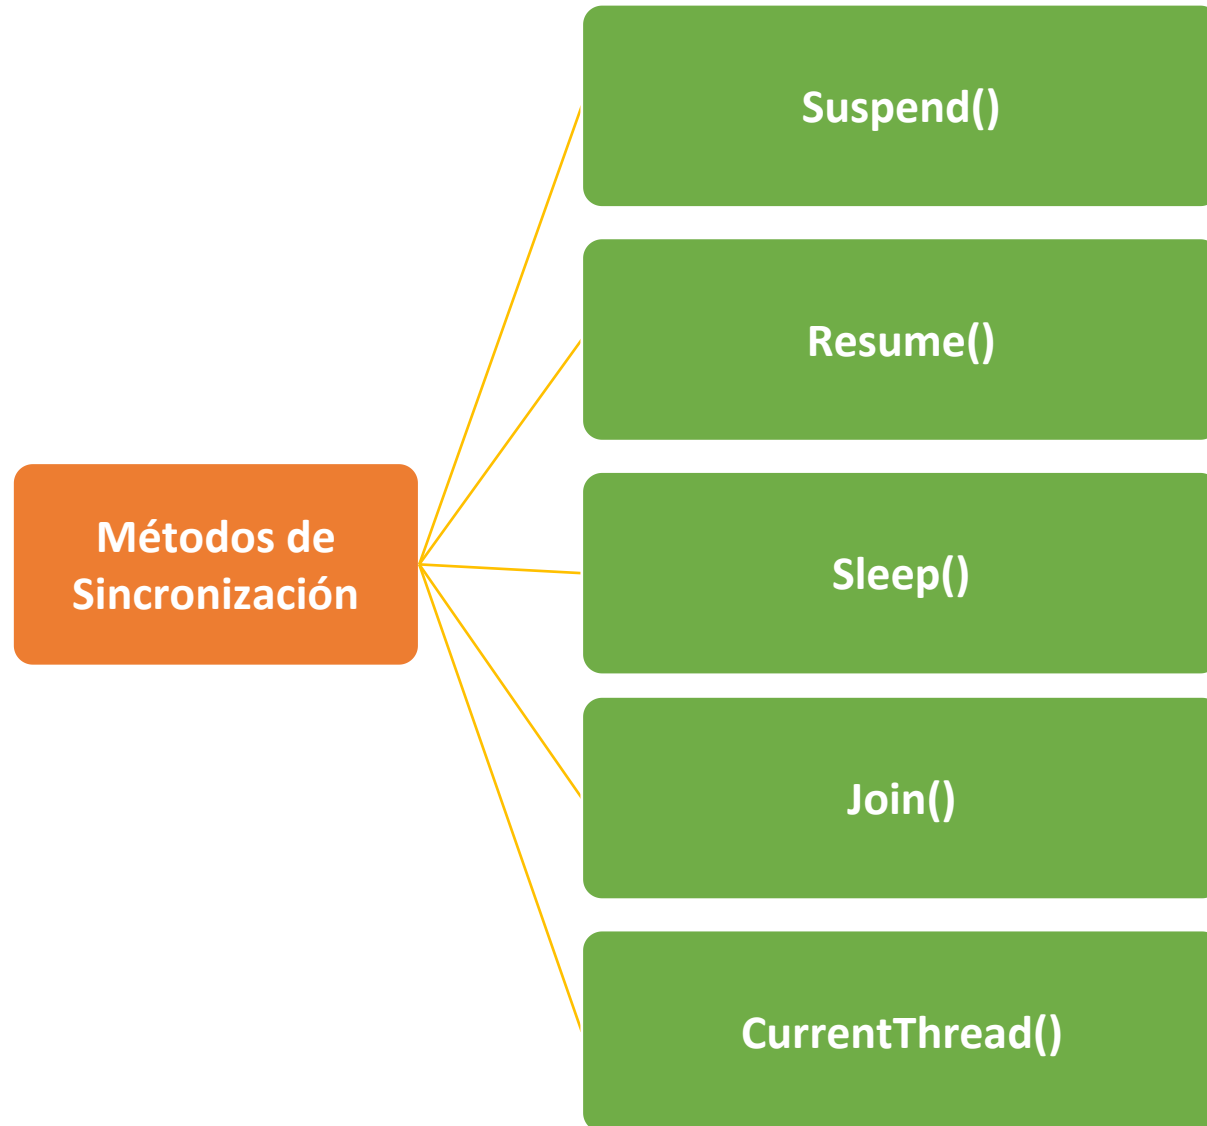 Suspend()
Resume()
Métodos de
Sincronización
Sleep()
Join()
CurrentThread()